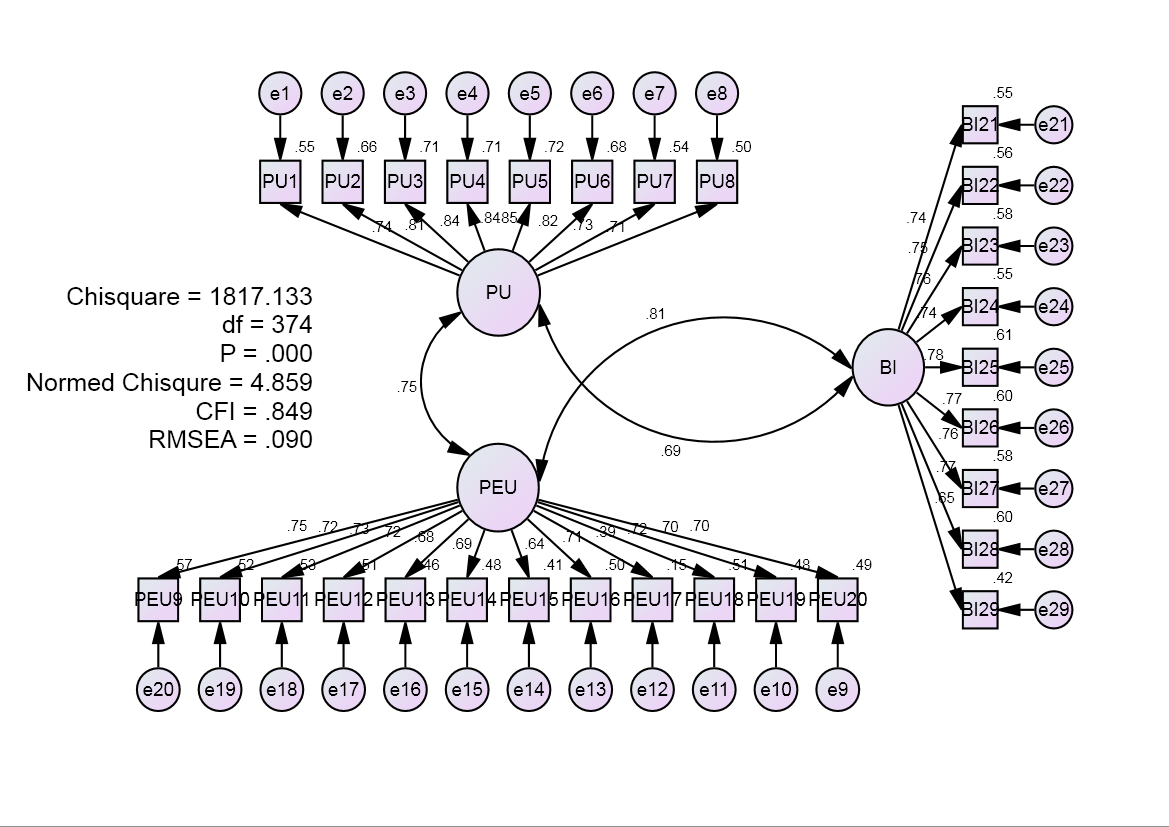 e1 e2 e3 e4 e5 e6 e7 e8
.55 .66 .71 .71 .72 .68 .54 .50
PU1 PU2 PU3 PU4 PU5 PU6 PU7 PU8
.74 .81 .84 .84 .85 .82 .73 .71
PU
Chisquare = 1817.133
df = 374
P = .000
Normed Chisqure = 4.859
CFI = .849
RMSEA = .090
.75
.81
.69
BI
PEU
.75 .72 .73 .72 .68 .69 .64 .71 .39 .72 .70 .70
.57 .52 .53 .51 .46 .48 .41 .50 .15 .51 .48 .49
PEU9 PEU10 PEU11 PEU12 PEU13 PEU14 PEU15 PEU16 PEU17 PEU18 PEU19 PEU20
e20 e19 e18 e17 e16 e15 e14 e13 e12 e11 e10 e9
.55
BI21 e21
.56
BI22 e22
.74
.58
BI23 e23
.75
.55
.76
BI24 e24
.74
.61
.78
BI25 e25
.60
.77
BI26 e26
.76
.58
.77
BI27 e27
.65
.60
BI28 e28
.42
BI29 e29